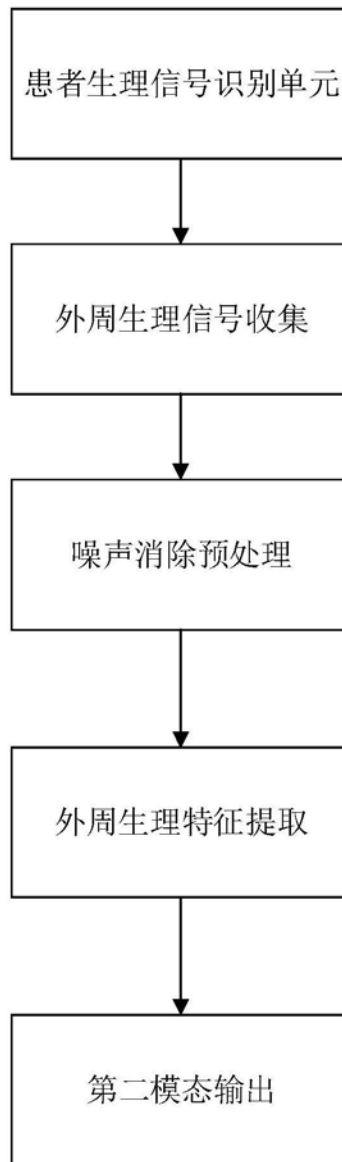 患者生理信号识别单元
外周生理信号收集
噪声消除预处理
外周生理特征提取
第二模态输出